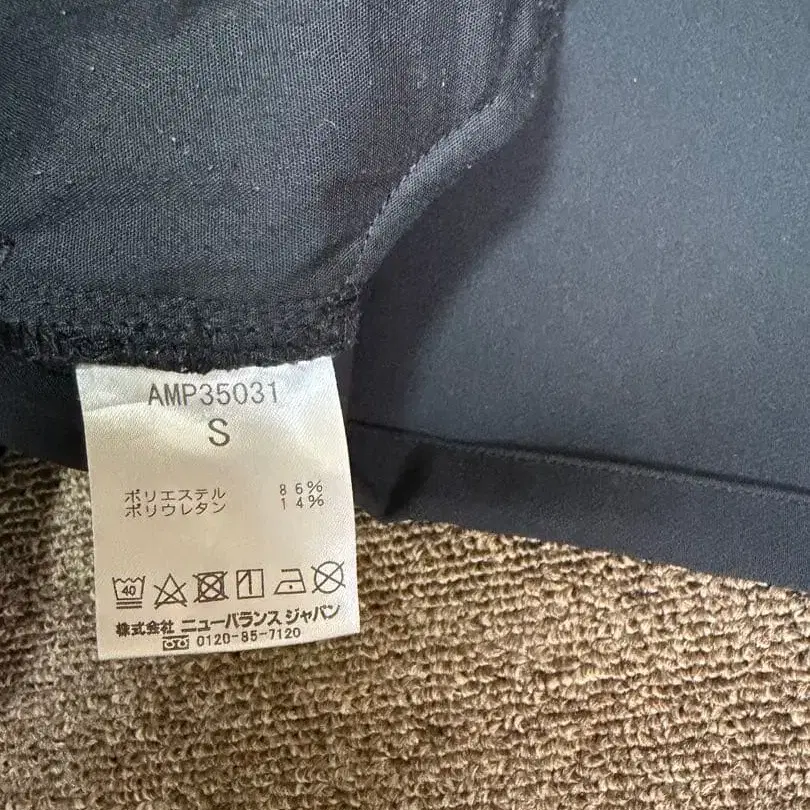 AMP35031
S
ポリエステル 86%
ポリウレタン 14%
40
株式会社 ニューバランス ジャパン
0120-85-7120